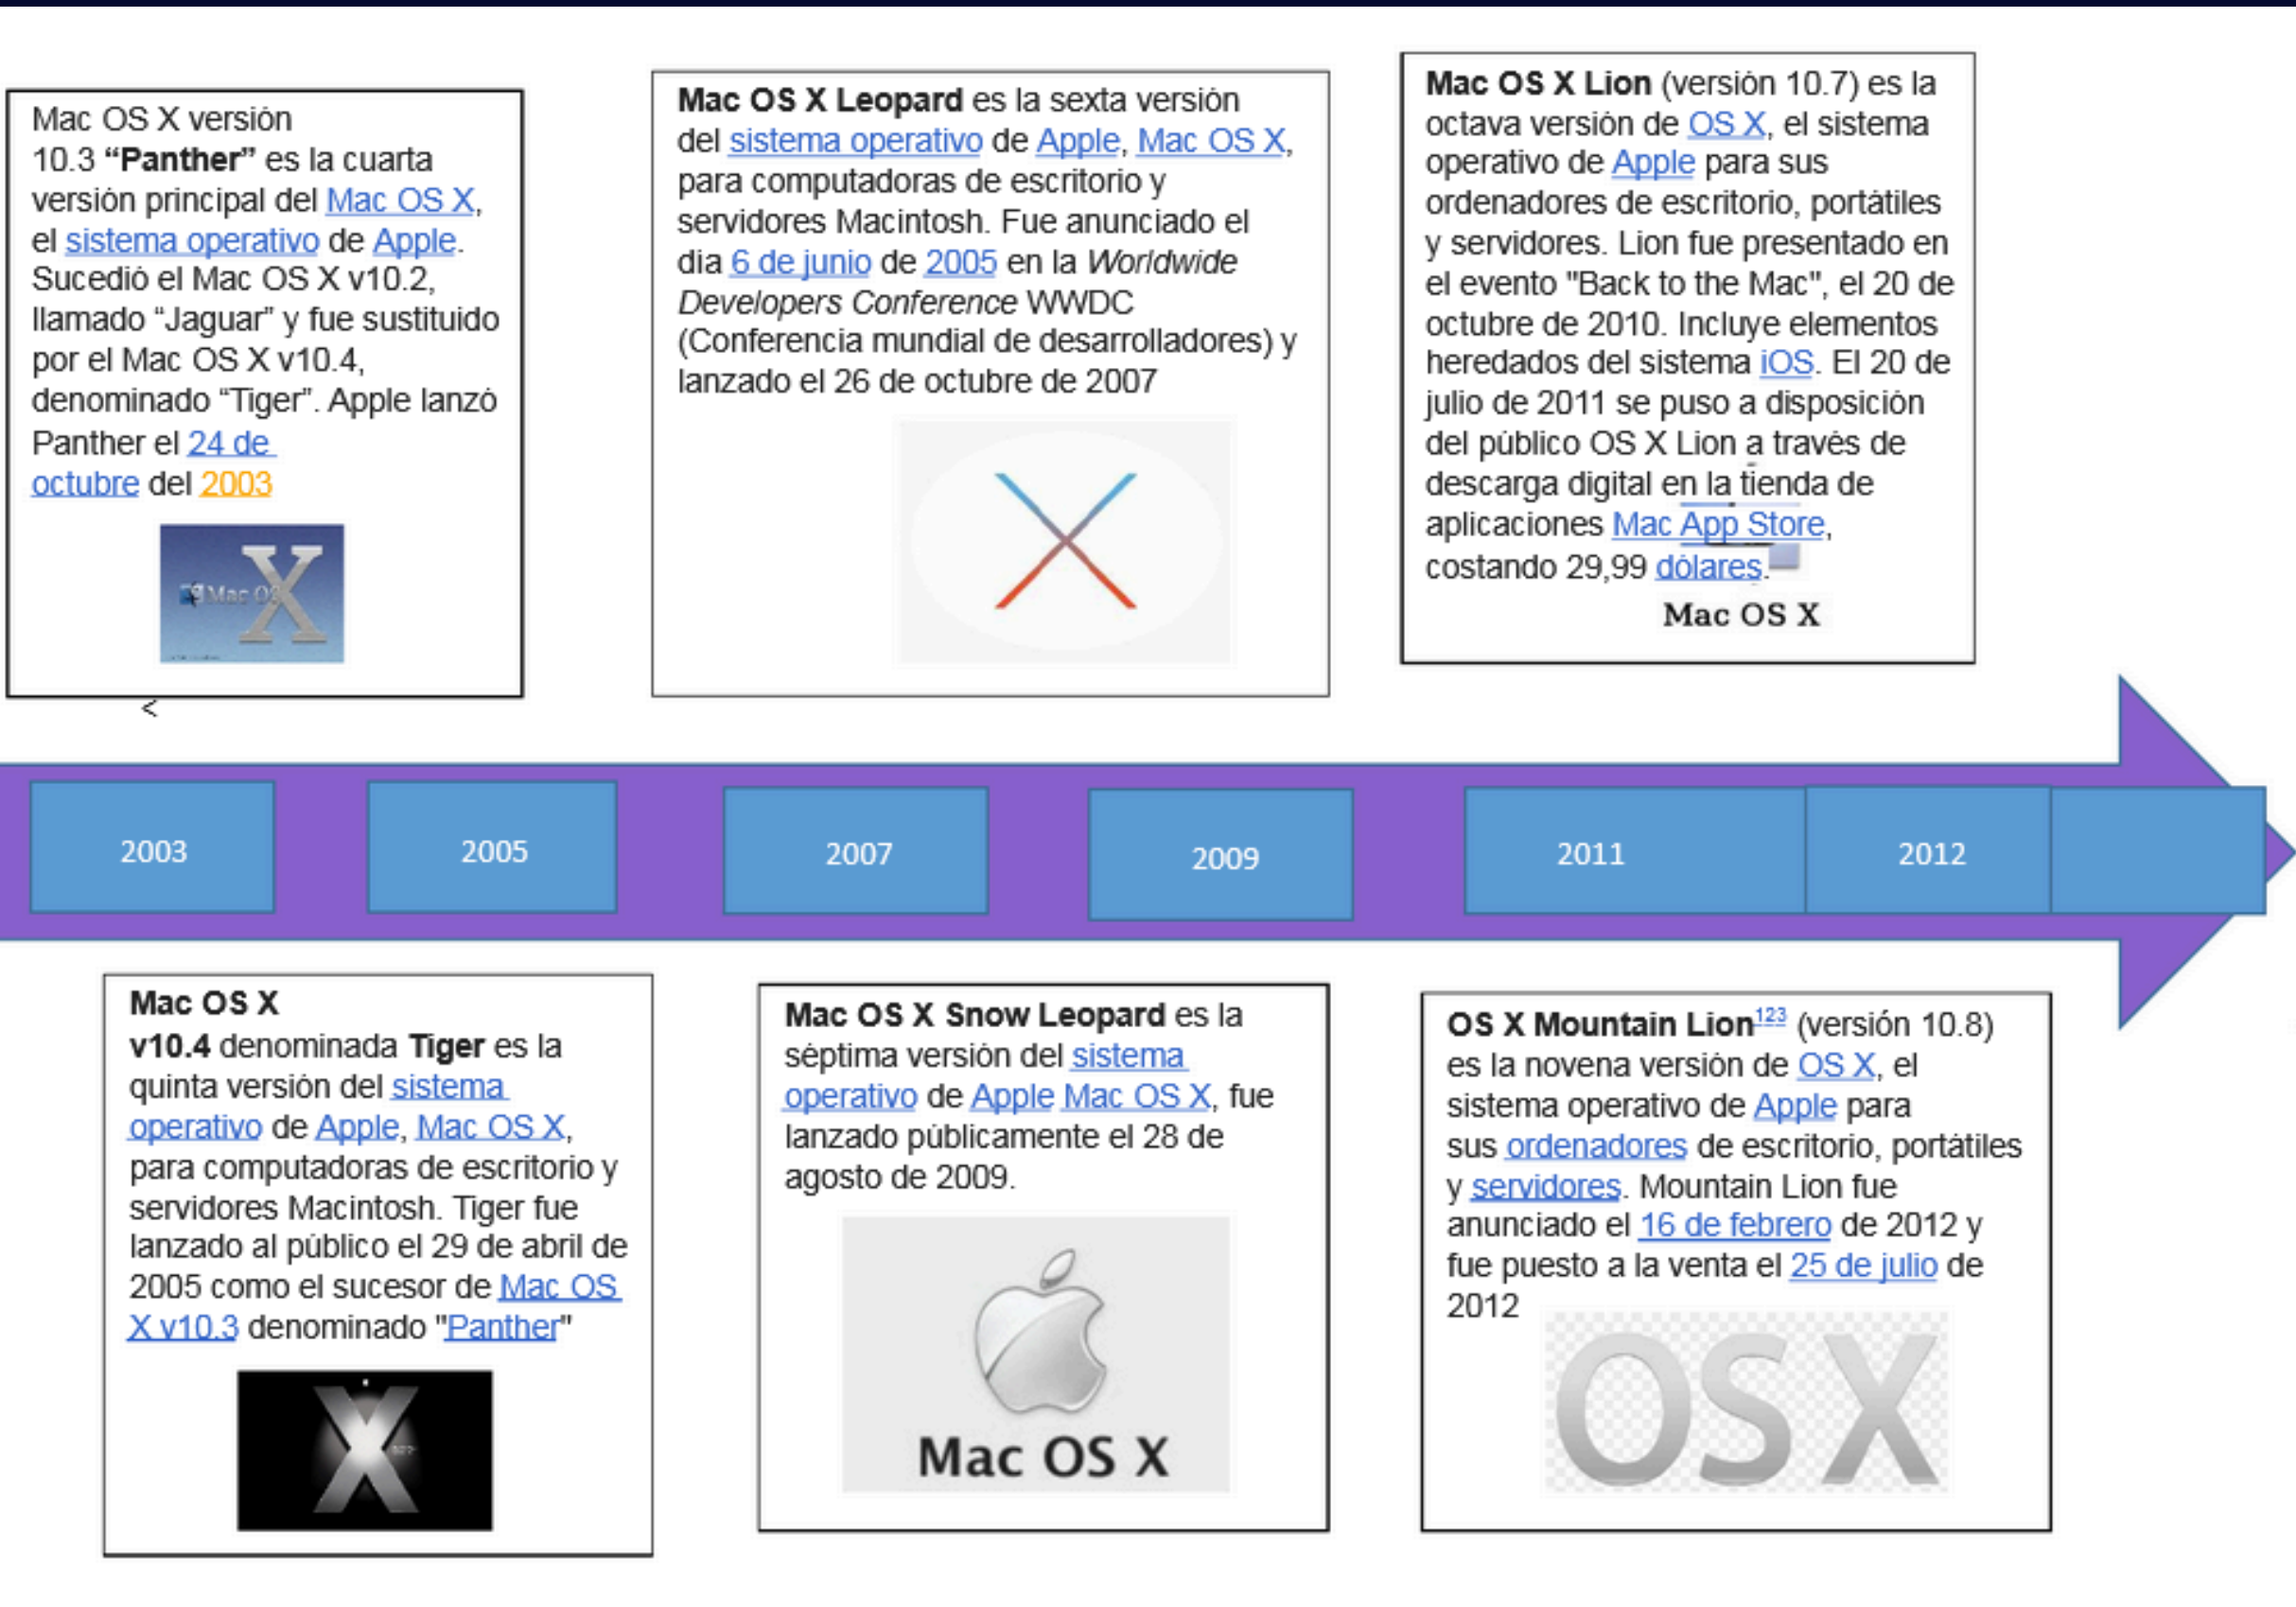 Mac OS X versión
10.3 “Panther” es la cuarta
versión principal del Mac OS X,
el sistema operativo de Apple.
Sucedió el Mac OS X v10.2,
llamado “Jaguar” y fue sustituido
por el Mac OS X v10.4,
denominado “Tiger”. Apple lanzó
Panther el 24 de
octubre del 2003
Mac OS X
<
Mac OS X Leopard es la sexta versión
del sistema operativo de Apple, Mac OS X,
para computadoras de escritorio y
servidores Macintosh. Fue anunciado el
día 6 de junio de 2005 en la Worldwide
Developers Conference WWDC
(Conferencia mundial de desarrolladores) y
lanzado el 26 de octubre de 2007
Mac OS X Lion (versión 10.7) es la
octava versión de OS X, el sistema
operativo de Apple para sus
ordenadores de escritorio, portátiles
y servidores. Lion fue presentado en
el evento "Back to the Mac", el 20 de
octubre de 2010. Incluye elementos
heredados del sistema iOS. El 20 de
julio de 2011 se puso a disposición
del público OS X Lion a través de
descarga digital en la tienda de
aplicaciones Mac App Store,
costando 29,99 dólares.
Mac OS X
2003
2005
2007
2009
2011
2012
Mac OS X
v10.4 denominada Tiger es la
quinta versión del sistema
operativo de Apple, Mac OS X,
para computadoras de escritorio y
servidores Macintosh. Tiger fue
lanzado al público el 29 de abril de
2005 como el sucesor de Mac OS
X v10.3 denominado "Panther"
X
Mac OS X Snow Leopard es la
séptima versión del sistema
operativo de Apple Mac OS X, fue
lanzado públicamente el 28 de
agosto de 2009.
Mac OS X
OS X Mountain Lion123 (versión 10.8)
es la novena versión de OS X, el
sistema operativo de Apple para
sus ordenadores de escritorio, portátiles
y servidores. Mountain Lion fue
anunciado el 16 de febrero de 2012 y
fue puesto a la venta el 25 de julio de
2012
OSX